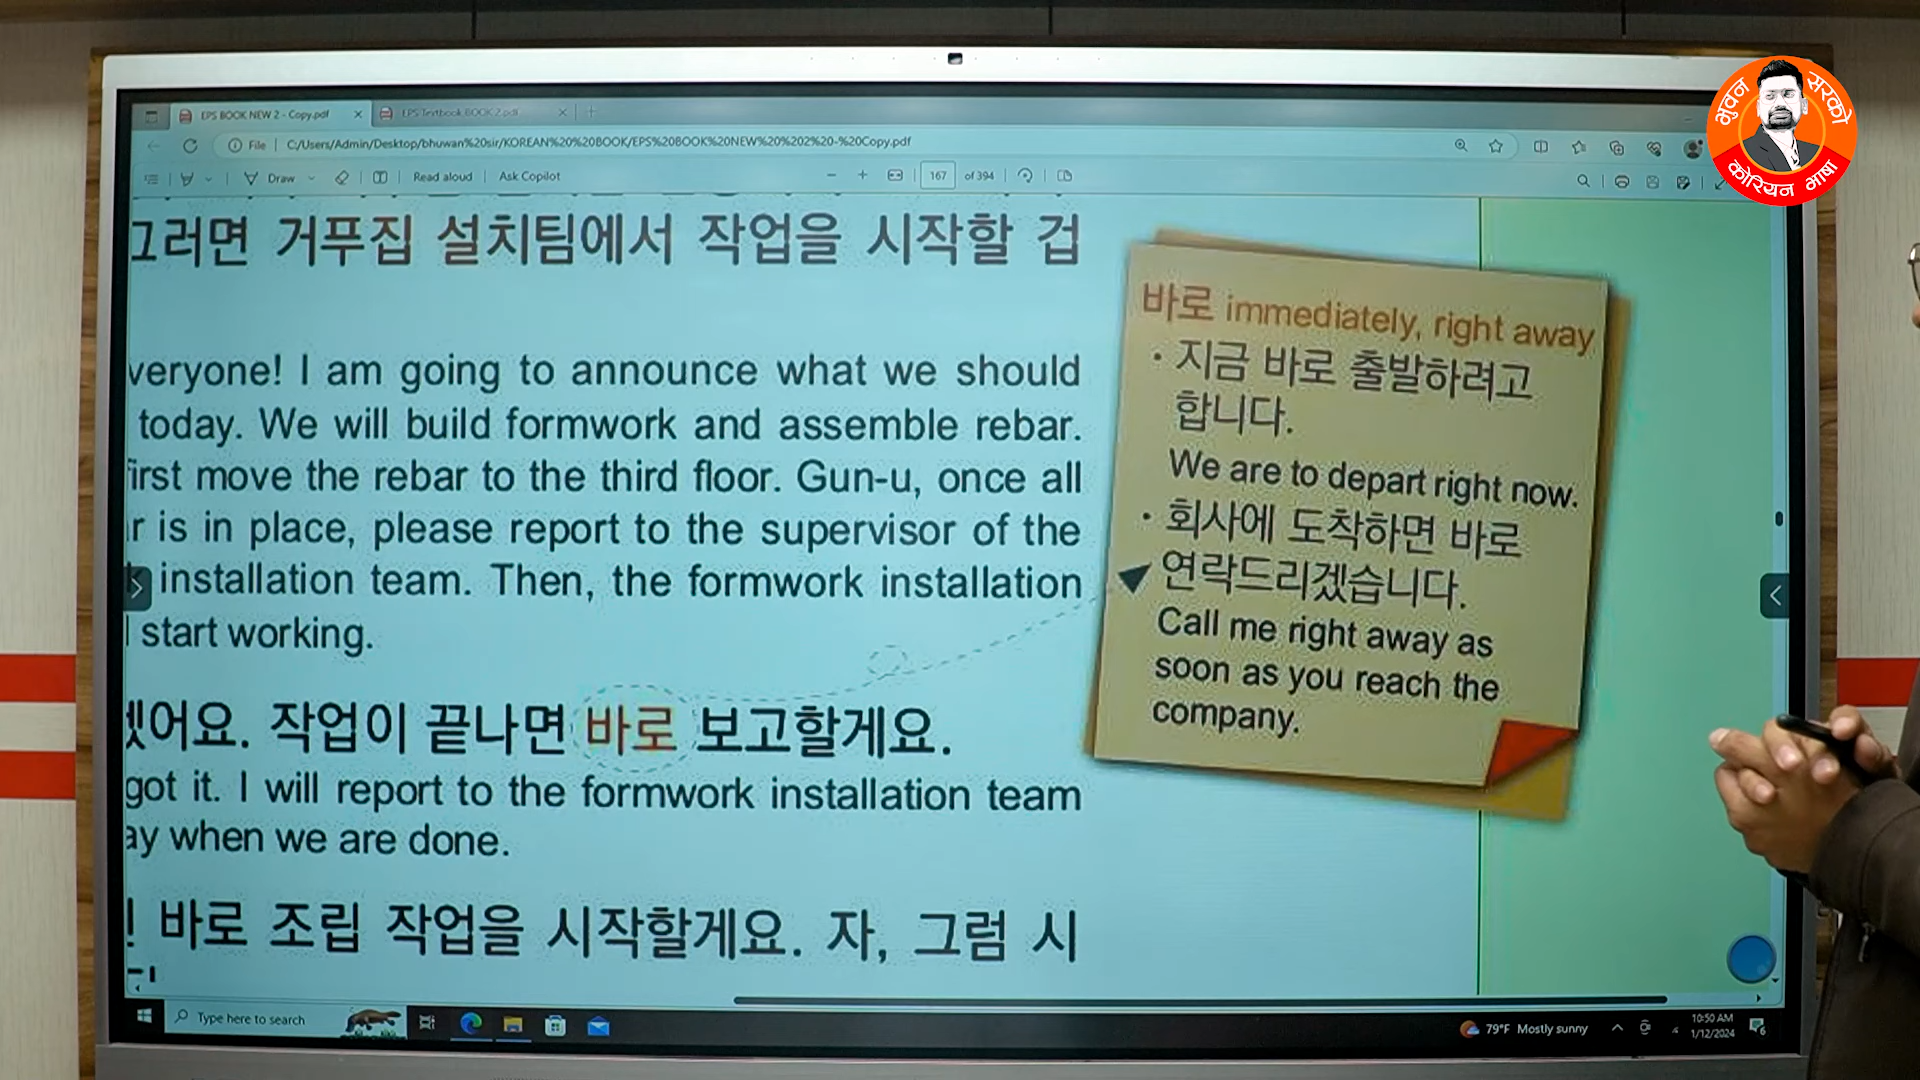 EPS BOOK NEW 2 - Copy.pdf
EPS Textbook BOOK 2.pdf
File
C:/Users/Admin/Desktop/bhuwan%20sir/KOREAN%20%20BOOK/EPS%20BOOK%20NEW%20%202%20-%20Copy.pdf
Draw
Read aloud
Ask Copilot
167
of 394
भुवन सरको
कोरियन भाषा
그러면 거푸집 설치팀에서 작업을 시작할 겁
veryone! I am going to announce what we should
today. We will build formwork and assemble rebar.
first move the rebar to the third floor. Gun-u, once all
r is in place, please report to the supervisor of the
installation team. Then, the formwork installation
start working.
겠어요. 작업이 끝나면 바로 보고할게요.
got it. I will report to the formwork installation team
ay when we are done.
! 바로 조립 작업을 시작할게요. 자, 그럼 시
바로 immediately, right away
· 지금 바로 출발하려고
합니다.
We are to depart right now.
· 회사에 도착하면 바로
연락드리겠습니다.
Call me right away as
soon as you reach the
company.
Type here to search
79°F Mostly sunny
10:50 AM
1/12/2024
6